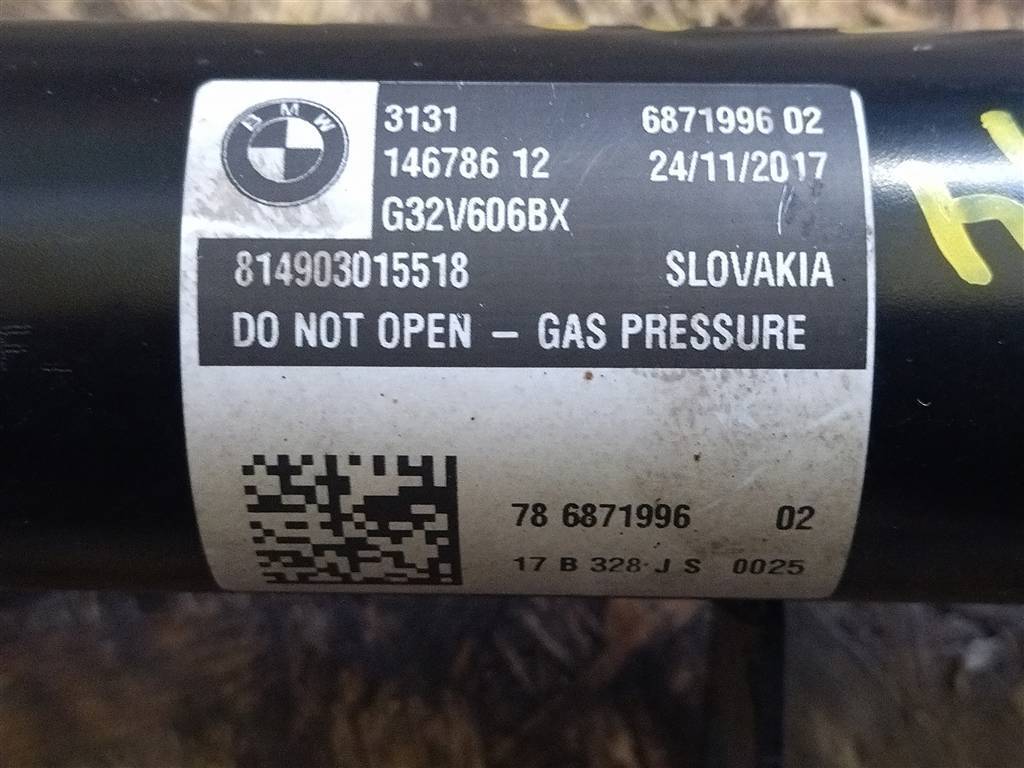 BMW
3131 6871996 02
146786 12 24/11/2017
G32V606BX
814903015518 SLOVAKIA
DO NOT OPEN – GAS PRESSURE
78 6871996 02
17 B 328 J S 0025